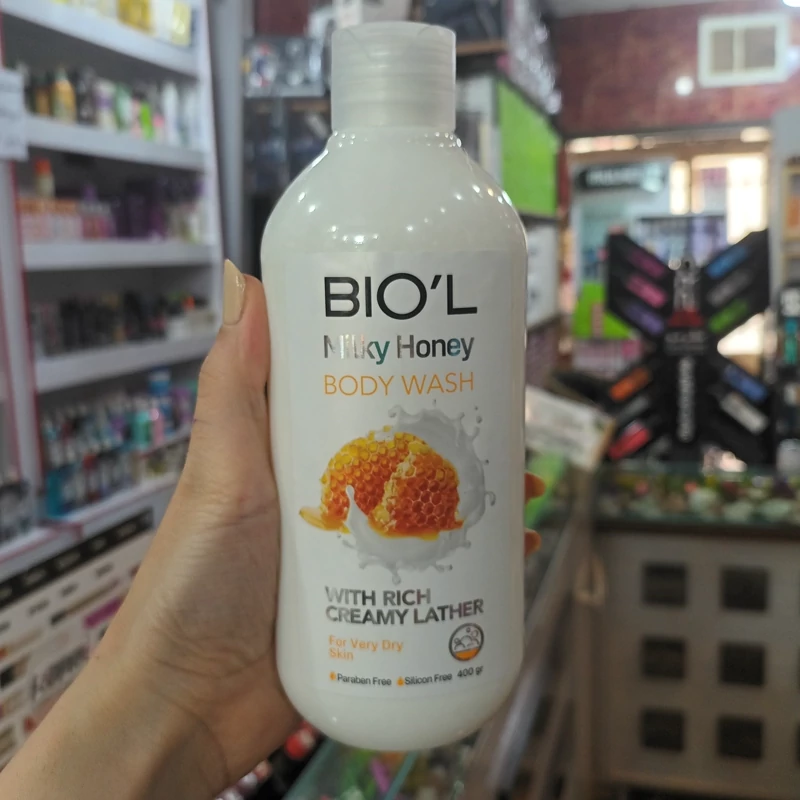 BIO'L
Milky Honey
BODY WASH
WITH RICH
CREAMY LATHER
For Very Dry
Skin
Paraben Free Silicon Free 400 gr